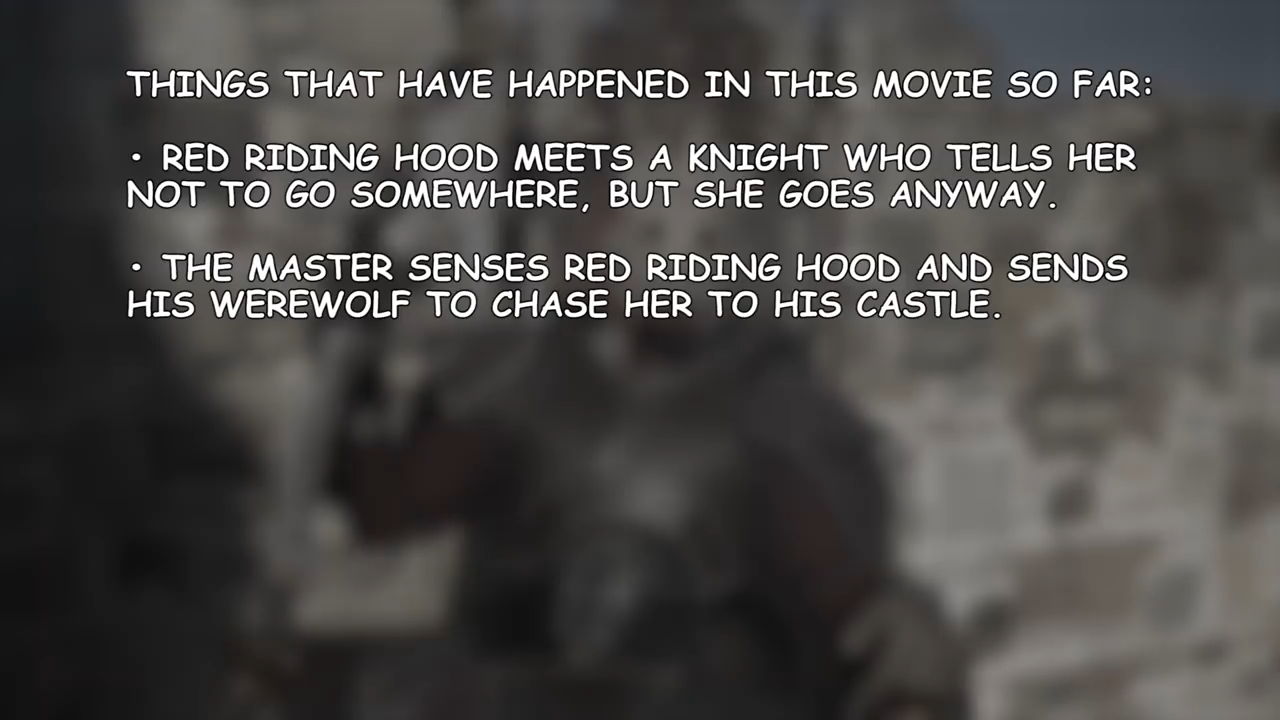 THINGS THAT HAVE HAPPENED IN THIS MOVIE SO FAR:
• RED RIDING HOOD MEETS A KNIGHT WHO TELLS HER
NOT TO GO SOMEWHERE, BUT SHE GOES ANYWAY.
• THE MASTER SENSES RED RIDING HOOD AND SENDS
HIS WEREWOLF TO CHASE HER TO HIS CASTLE.